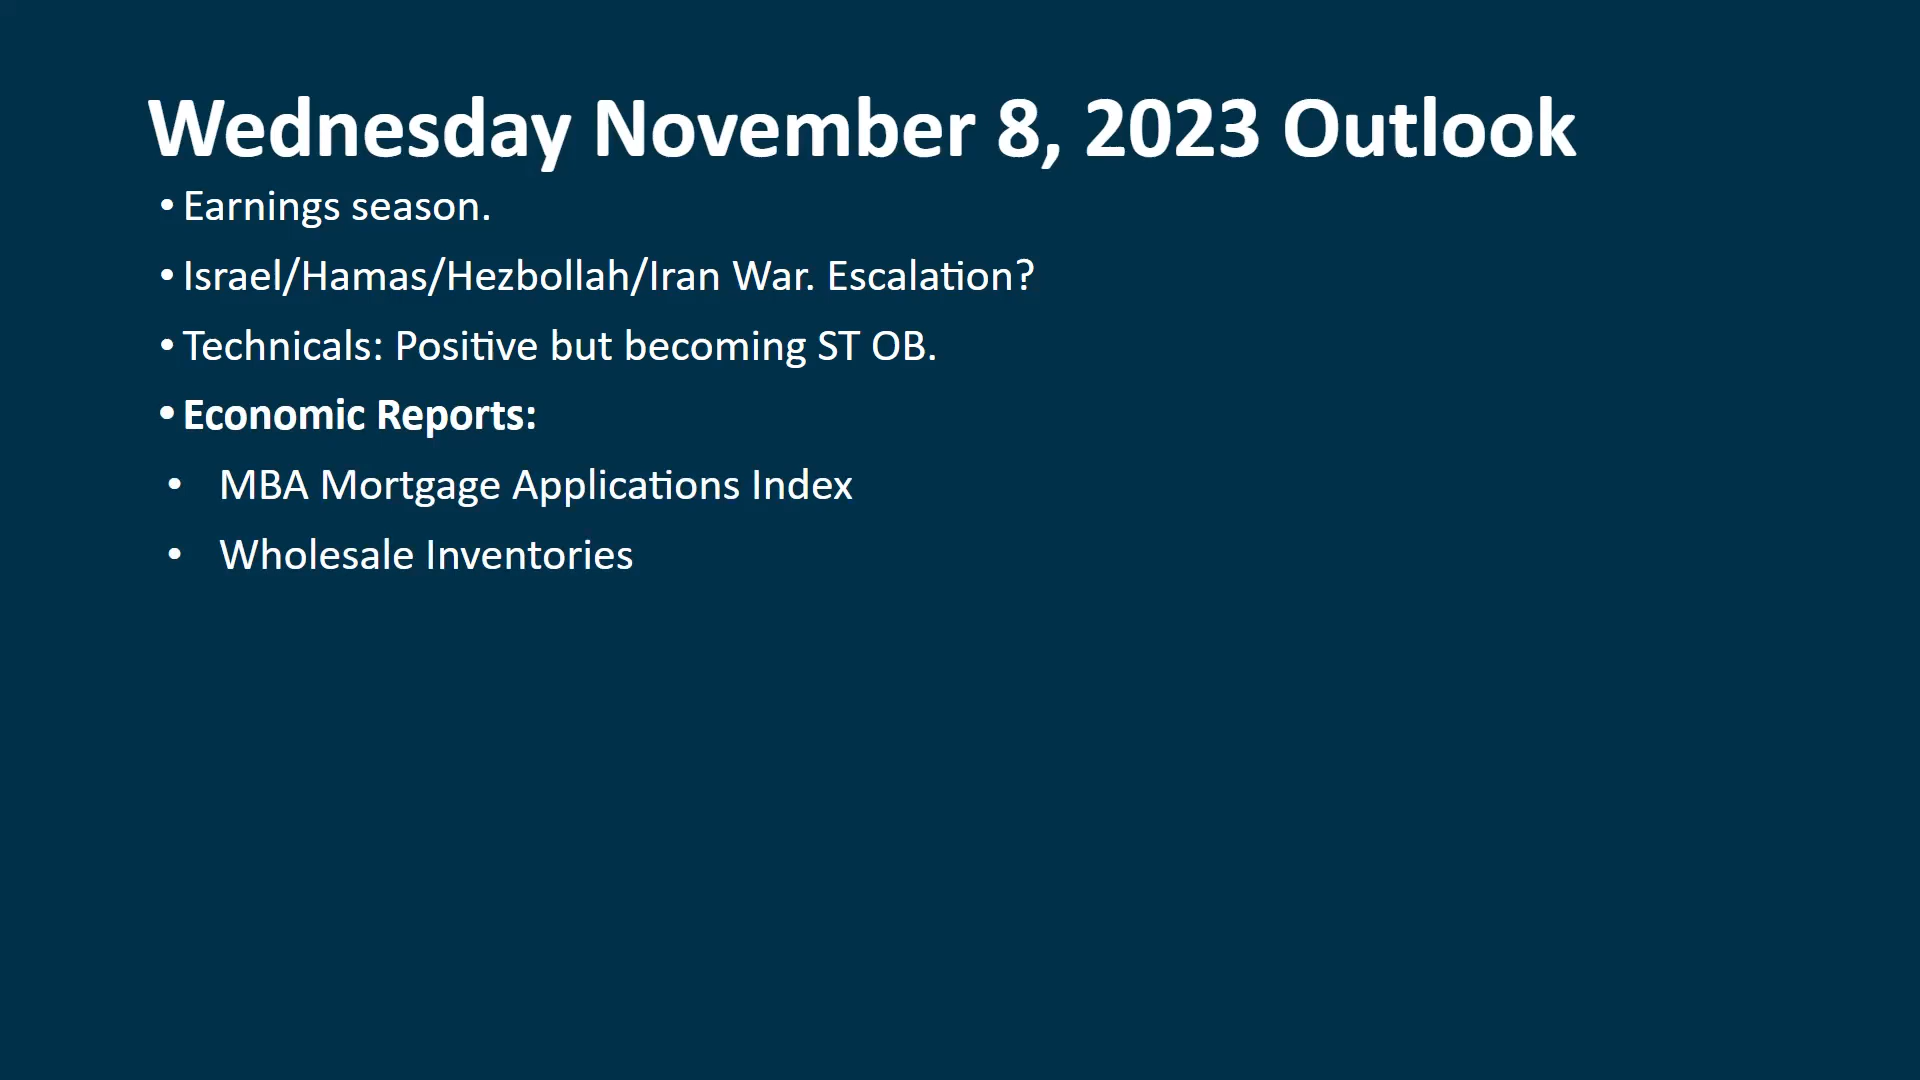 Wednesday November 8, 2023 Outlook
• Earnings season.
• Israel/Hamas/Hezbollah/Iran War. Escalation?
• Technicals: Positive but becoming ST OB.
• Economic Reports:
• MBA Mortgage Applications Index
• Wholesale Inventories